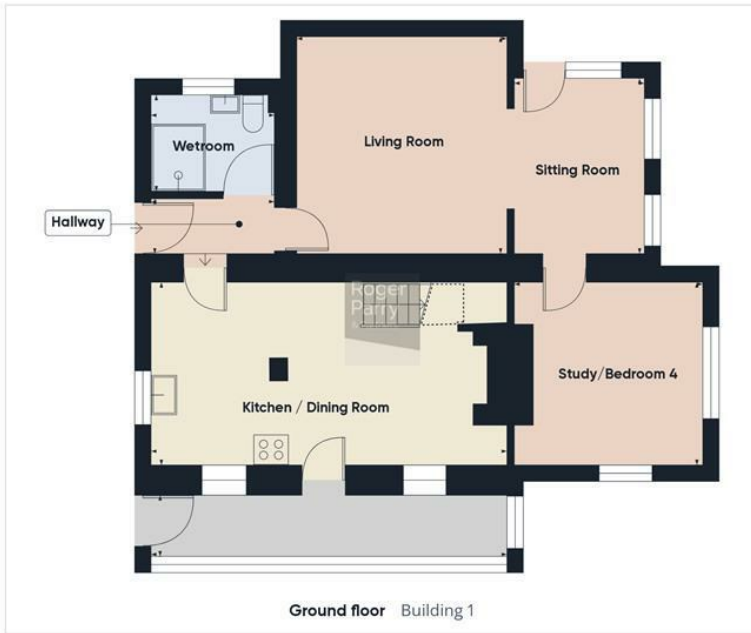 Living Room
Wetroom
Sitting Room
Hallway
Roger
Parry
Study/Bedroom 4
Kitchen / Dining Room
Ground floor Building 1